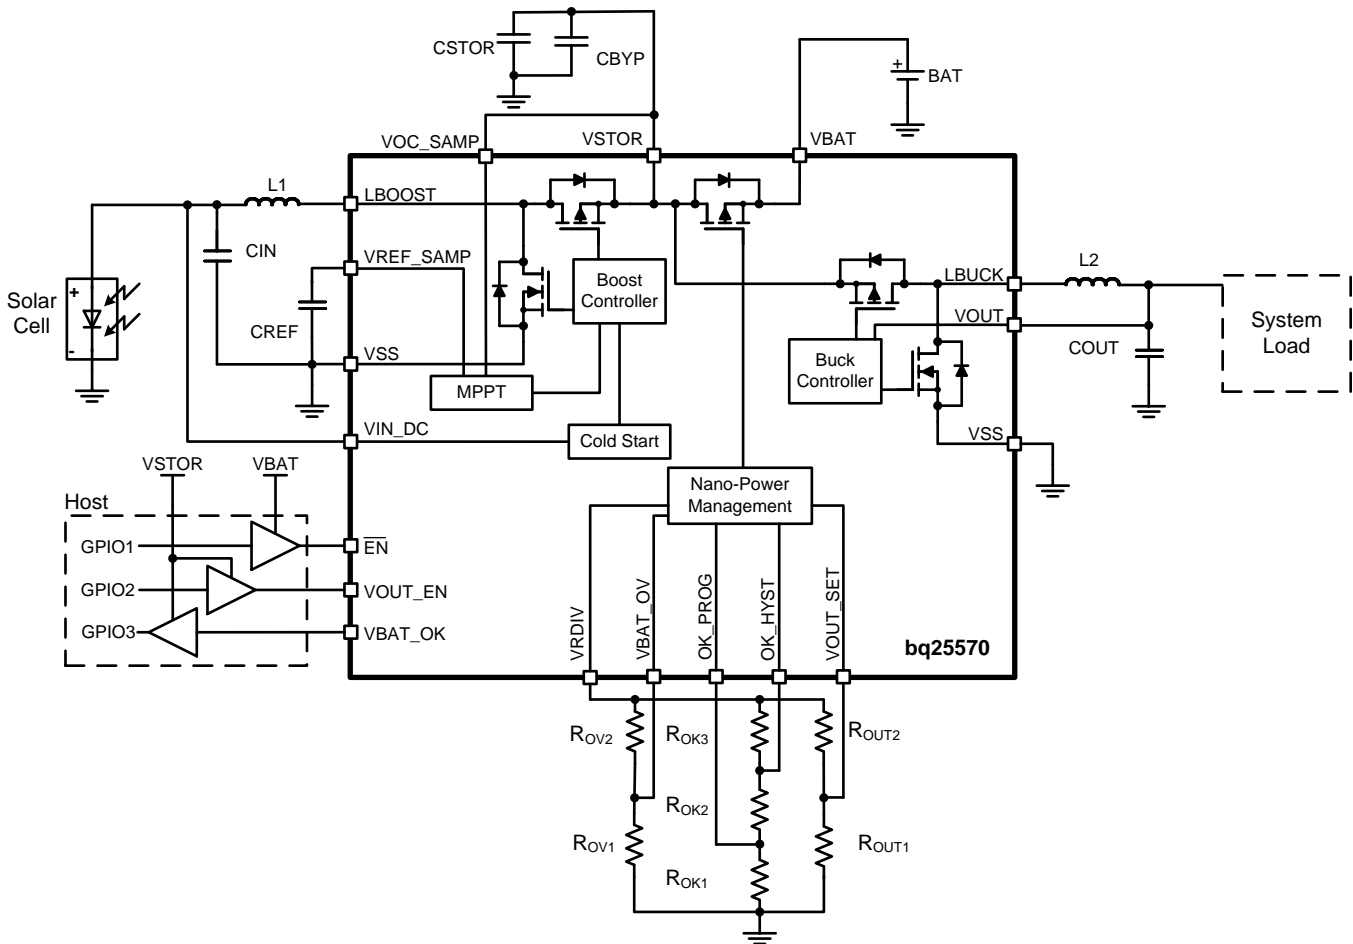 CSTOR
CBYP
+
BAT
VOC_SAMP
VSTOR
VBAT
L1
LBOOST
CIN
VREF_SAMP
Boost
Controller
LBUCK
L2
Solar
Cell
+
-
CREF
VOUT
System
Load
VSS
MPPT
Buck
Controller
COUT
VIN_DC
Cold Start
VSS
VSTOR
VBAT
Nano-Power
Management
Host
GPIO1
EN
GPIO2
VOUT_EN
GPIO3
VBAT_OK
VRDIV
VBAT_OV
OK_PROG
OK_HYST
VOUT_SET
bq25570
ROV2
ROK3
ROUT2
ROK2
ROV1
ROUT1
ROK1